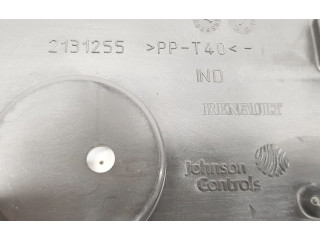 2131255 >PP-T40<-
IND
RENAULT
Johnson
Controls